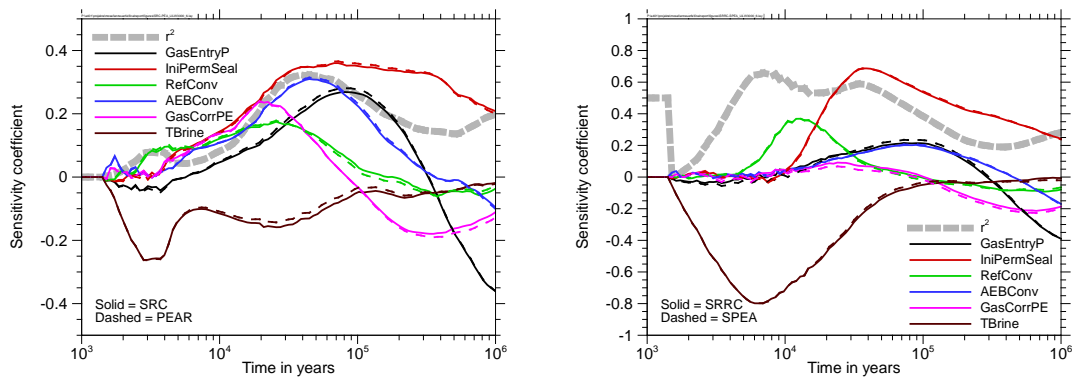 r²
GasEntryP
IniPermSeal
RefConv
AEBConv
GasCorrPE
TBrine
Solid = SRC
Dashed = PEAR
Sensitivity coefficient
0.4
0.2
0
-0.2
-0.4
10³
10⁴
10⁵
10⁶
Time in years
r²
GasEntryP
IniPermSeal
RefConv
AEBConv
GasCorrPE
TBrine
Solid = SRRC
Dashed = SPEA
Sensitivity coefficient
1
0.8
0.6
0.4
0.2
0
-0.2
-0.4
-0.6
-0.8
-1
10³
10⁴
10⁵
10⁶
Time in years